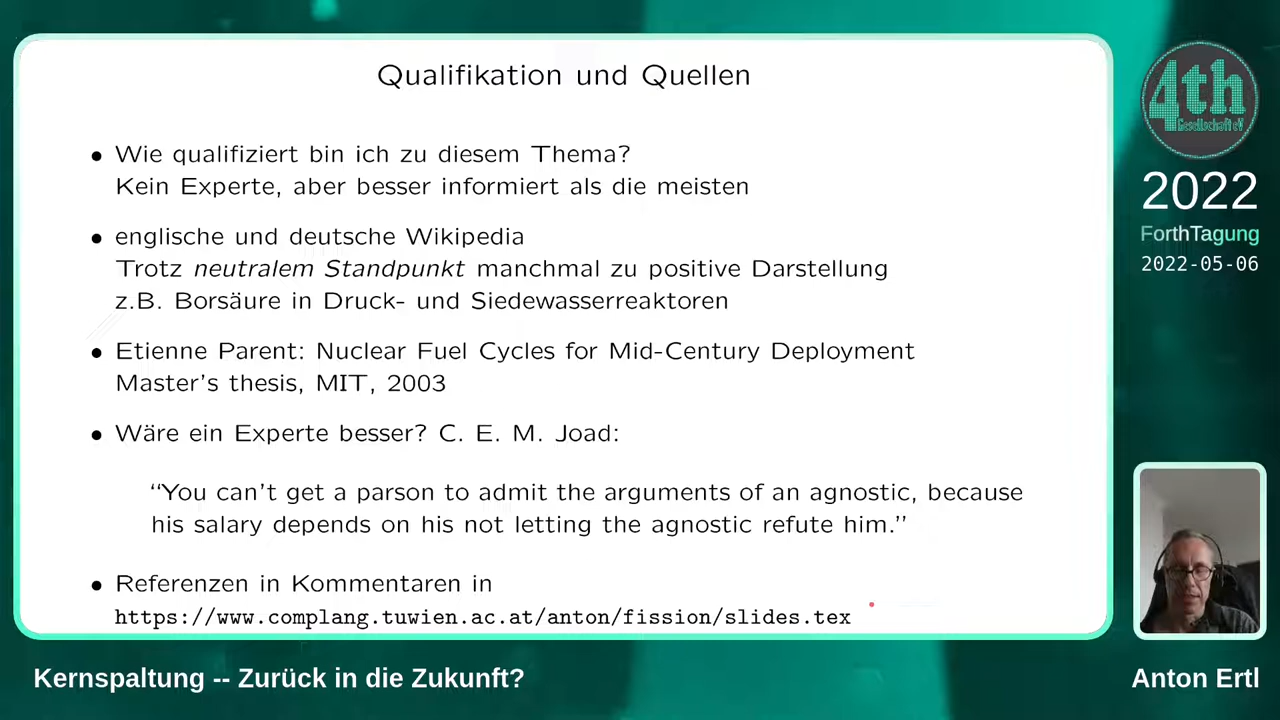 Qualifikation und Quellen
• Wie qualifiziert bin ich zu diesem Thema?
Kein Experte, aber besser informiert als die meisten
• englische und deutsche Wikipedia
Trotz neutralem Standpunkt manchmal zu positive Darstellung
z.B. Borsäure in Druck- und Siedewasserreaktoren
• Etienne Parent: Nuclear Fuel Cycles for Mid-Century Deployment
Master's thesis, MIT, 2003
• Wäre ein Experte besser? C. E. M. Joad:
“You can't get a parson to admit the arguments of an agnostic, because
his salary depends on his not letting the agnostic refute him.”
• Referenzen in Kommentaren in
https://www.complang.tuwien.ac.at/anton/fission/slides.tex
4th
Gesellschaft eV
2022
ForthTagung
2022-05-06
Kernspaltung -- Zurück in die Zukunft?
Anton Ertl